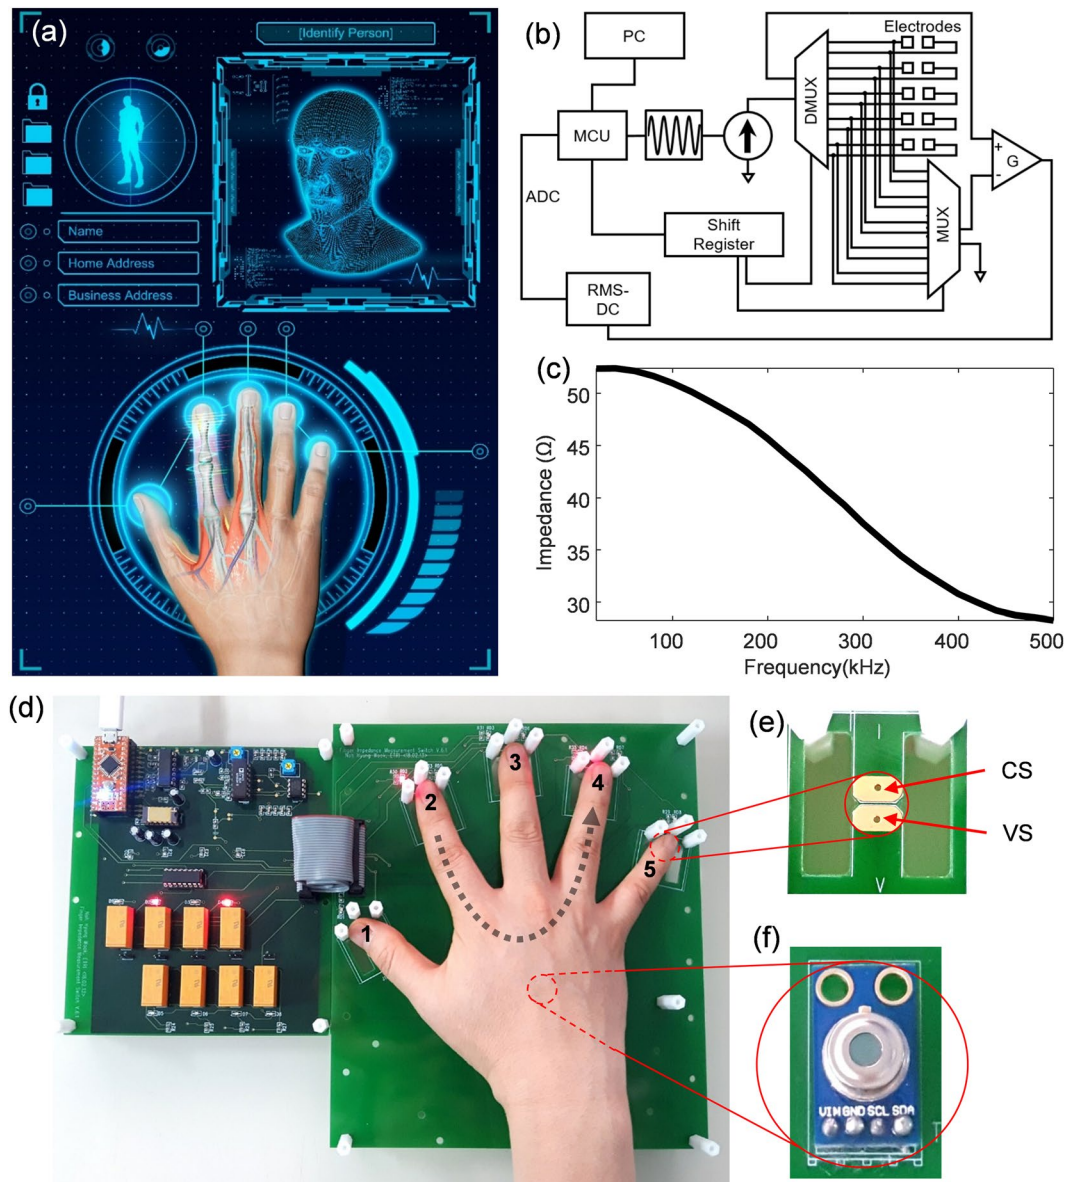 (a)
[Identify Person]
Name
Home Address
Business Address
(b)
PC
MCU
ADC
DMUX
Electrodes
+
G
-
MUX
Shift
Register
RMS-
DC
(c)
50
45
40
35
30
Impedance (Ω)
100
200
300
400
500
Frequency(kHz)
(d)
1
2
3
4
5
(e)
I
CS
VS
V
(f)
VIN GND SCL SDA